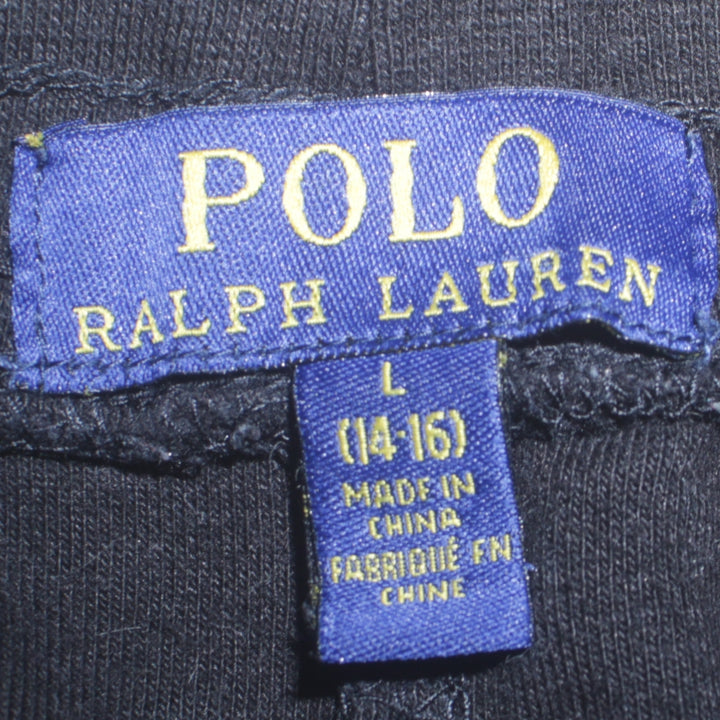 POLO
RALPH LAUREN
L
(14-16)
MADE IN
CHINA
FABRIQUÉ EN
CHINE